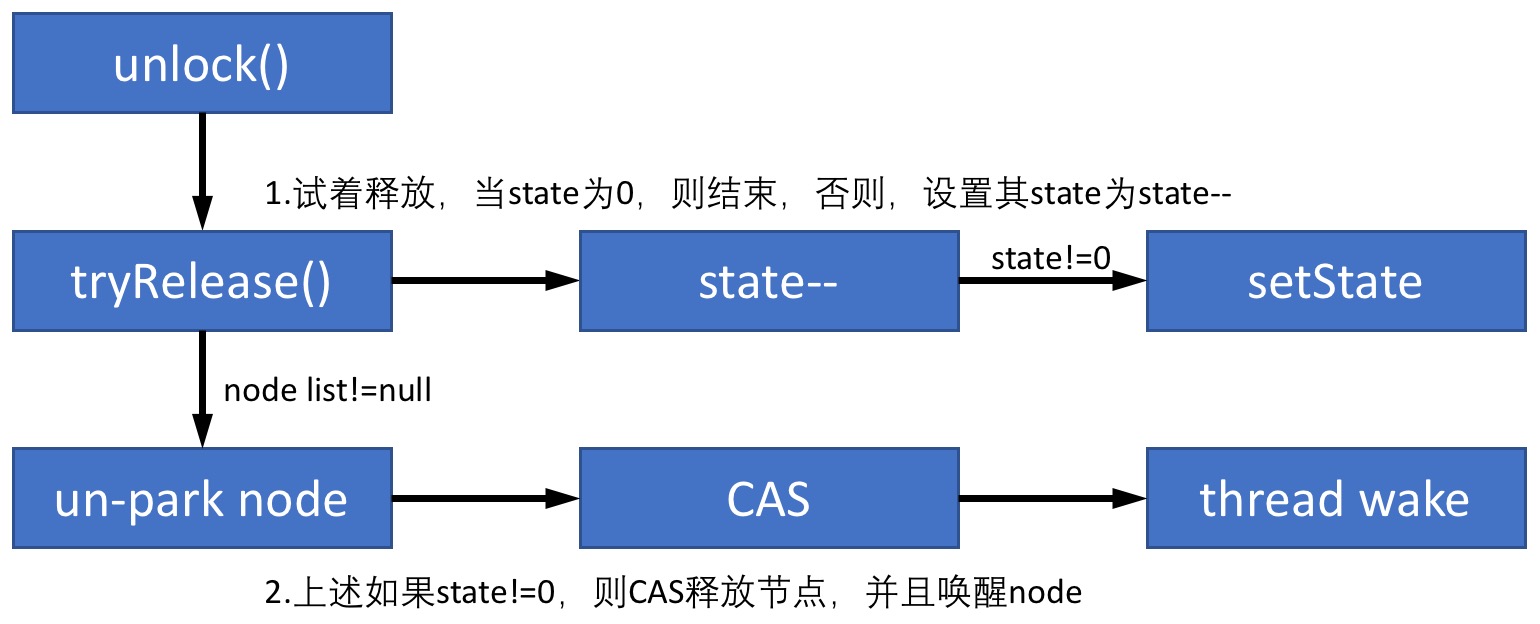 unlock()
1.试着释放，当state为0，则结束，否则，设置其state为state--
tryRelease()
state--
state!=0
setState
node list!=null
un-park node
CAS
thread wake
2.上述如果state!=0，则CAS释放节点，并且唤醒node